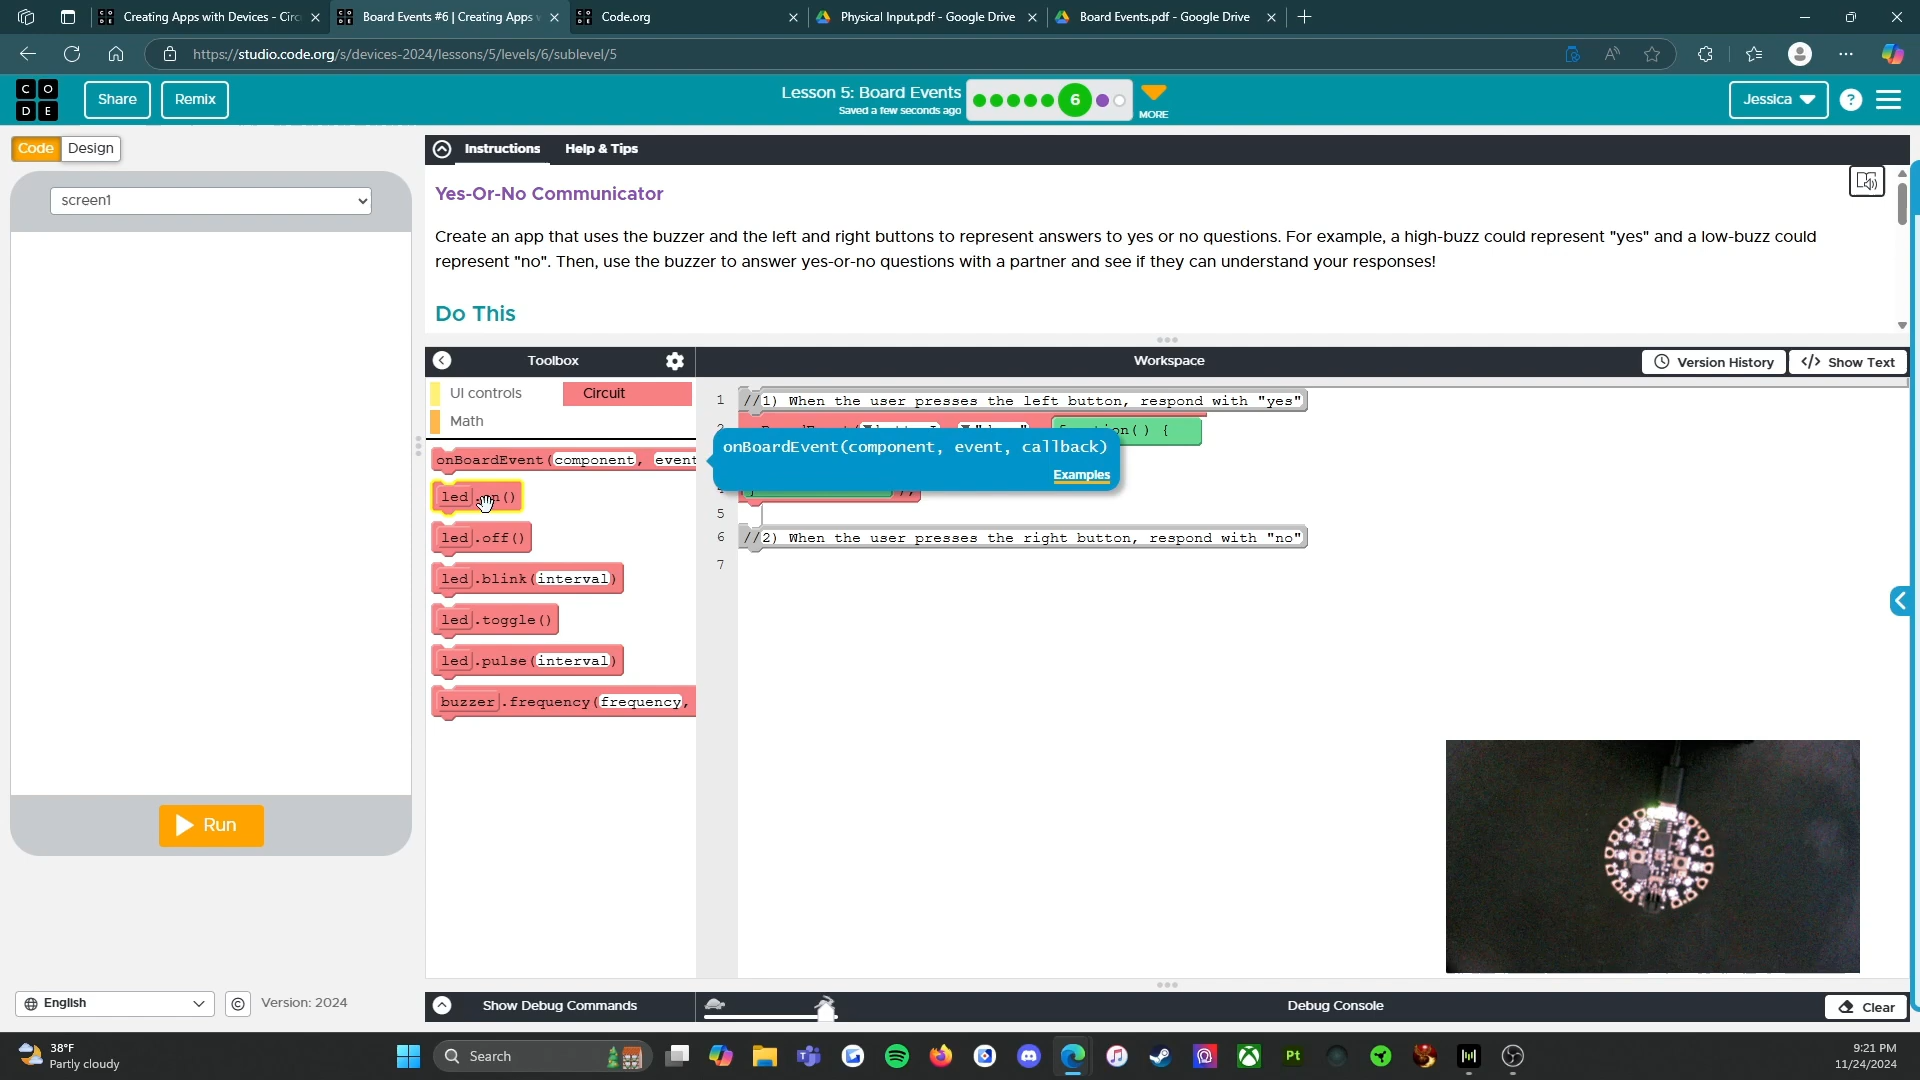 Creating Apps with Devices - Circ
Board Events #6 | Creating Apps
Code.org
Physical Input.pdf - Google Drive
Board Events.pdf - Google Drive
https://studio.code.org/s/devices-2024/lessons/5/levels/6/sublevel/5
C O
D E
Share
Remix
Lesson 5: Board Events
Saved a few seconds ago
6
MORE
Jessica
?
Code
Design
Instructions
Help & Tips
screen1
Yes-Or-No Communicator
Create an app that uses the buzzer and the left and right buttons to represent answers to yes or no questions. For example, a high-buzz could represent "yes" and a low-buzz could
represent "no". Then, use the buzzer to answer yes-or-no questions with a partner and see if they can understand your responses!
Do This
Toolbox
Workspace
Version History
</> Show Text
UI controls
Circuit
Math
onBoardEvent(component, event
led.on()
led.off()
led.blink(interval)
led.toggle()
led.pulse(interval)
buzzer.frequency(frequency,
1 //1) When the user presses the left button, respond with "yes"
2
onBoardEvent(component, event, callback)
Examples
5
6 //2) When the user presses the right button, respond with "no"
7
Run
English
©
Version: 2024
Show Debug Commands
Debug Console
Clear
38°F
Partly cloudy
Search
Pt
9:21 PM
11/24/2024